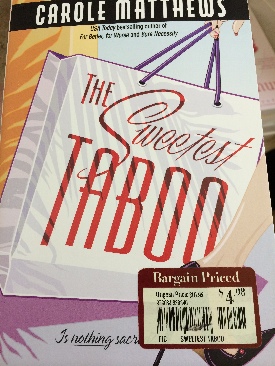 CAROLE MATTHEWS
USA Today bestselling author of
For Better, for Worse and Bare Necessity
THE
Sweetest
TABOO
Bargain Priced
$4.98
FIC SWEETEST TABOO
Is nothing sacr